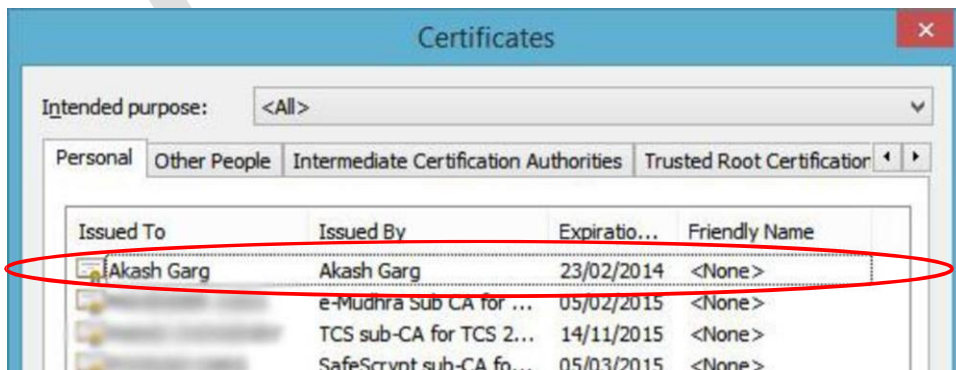 Certificates
Intended purpose: <All>
Personal Other People Intermediate Certification Authorities Trusted Root Certification
Issued To Issued By Expiratio... Friendly Name
Akash Garg Akash Garg 23/02/2014 <None>
e-Mudhra Sub CA for ... 05/02/2015 <None>
TCS sub-CA for TCS 2... 14/11/2015 <None>
SafeScrypt sub-CA fo... 05/03/2015 <None>